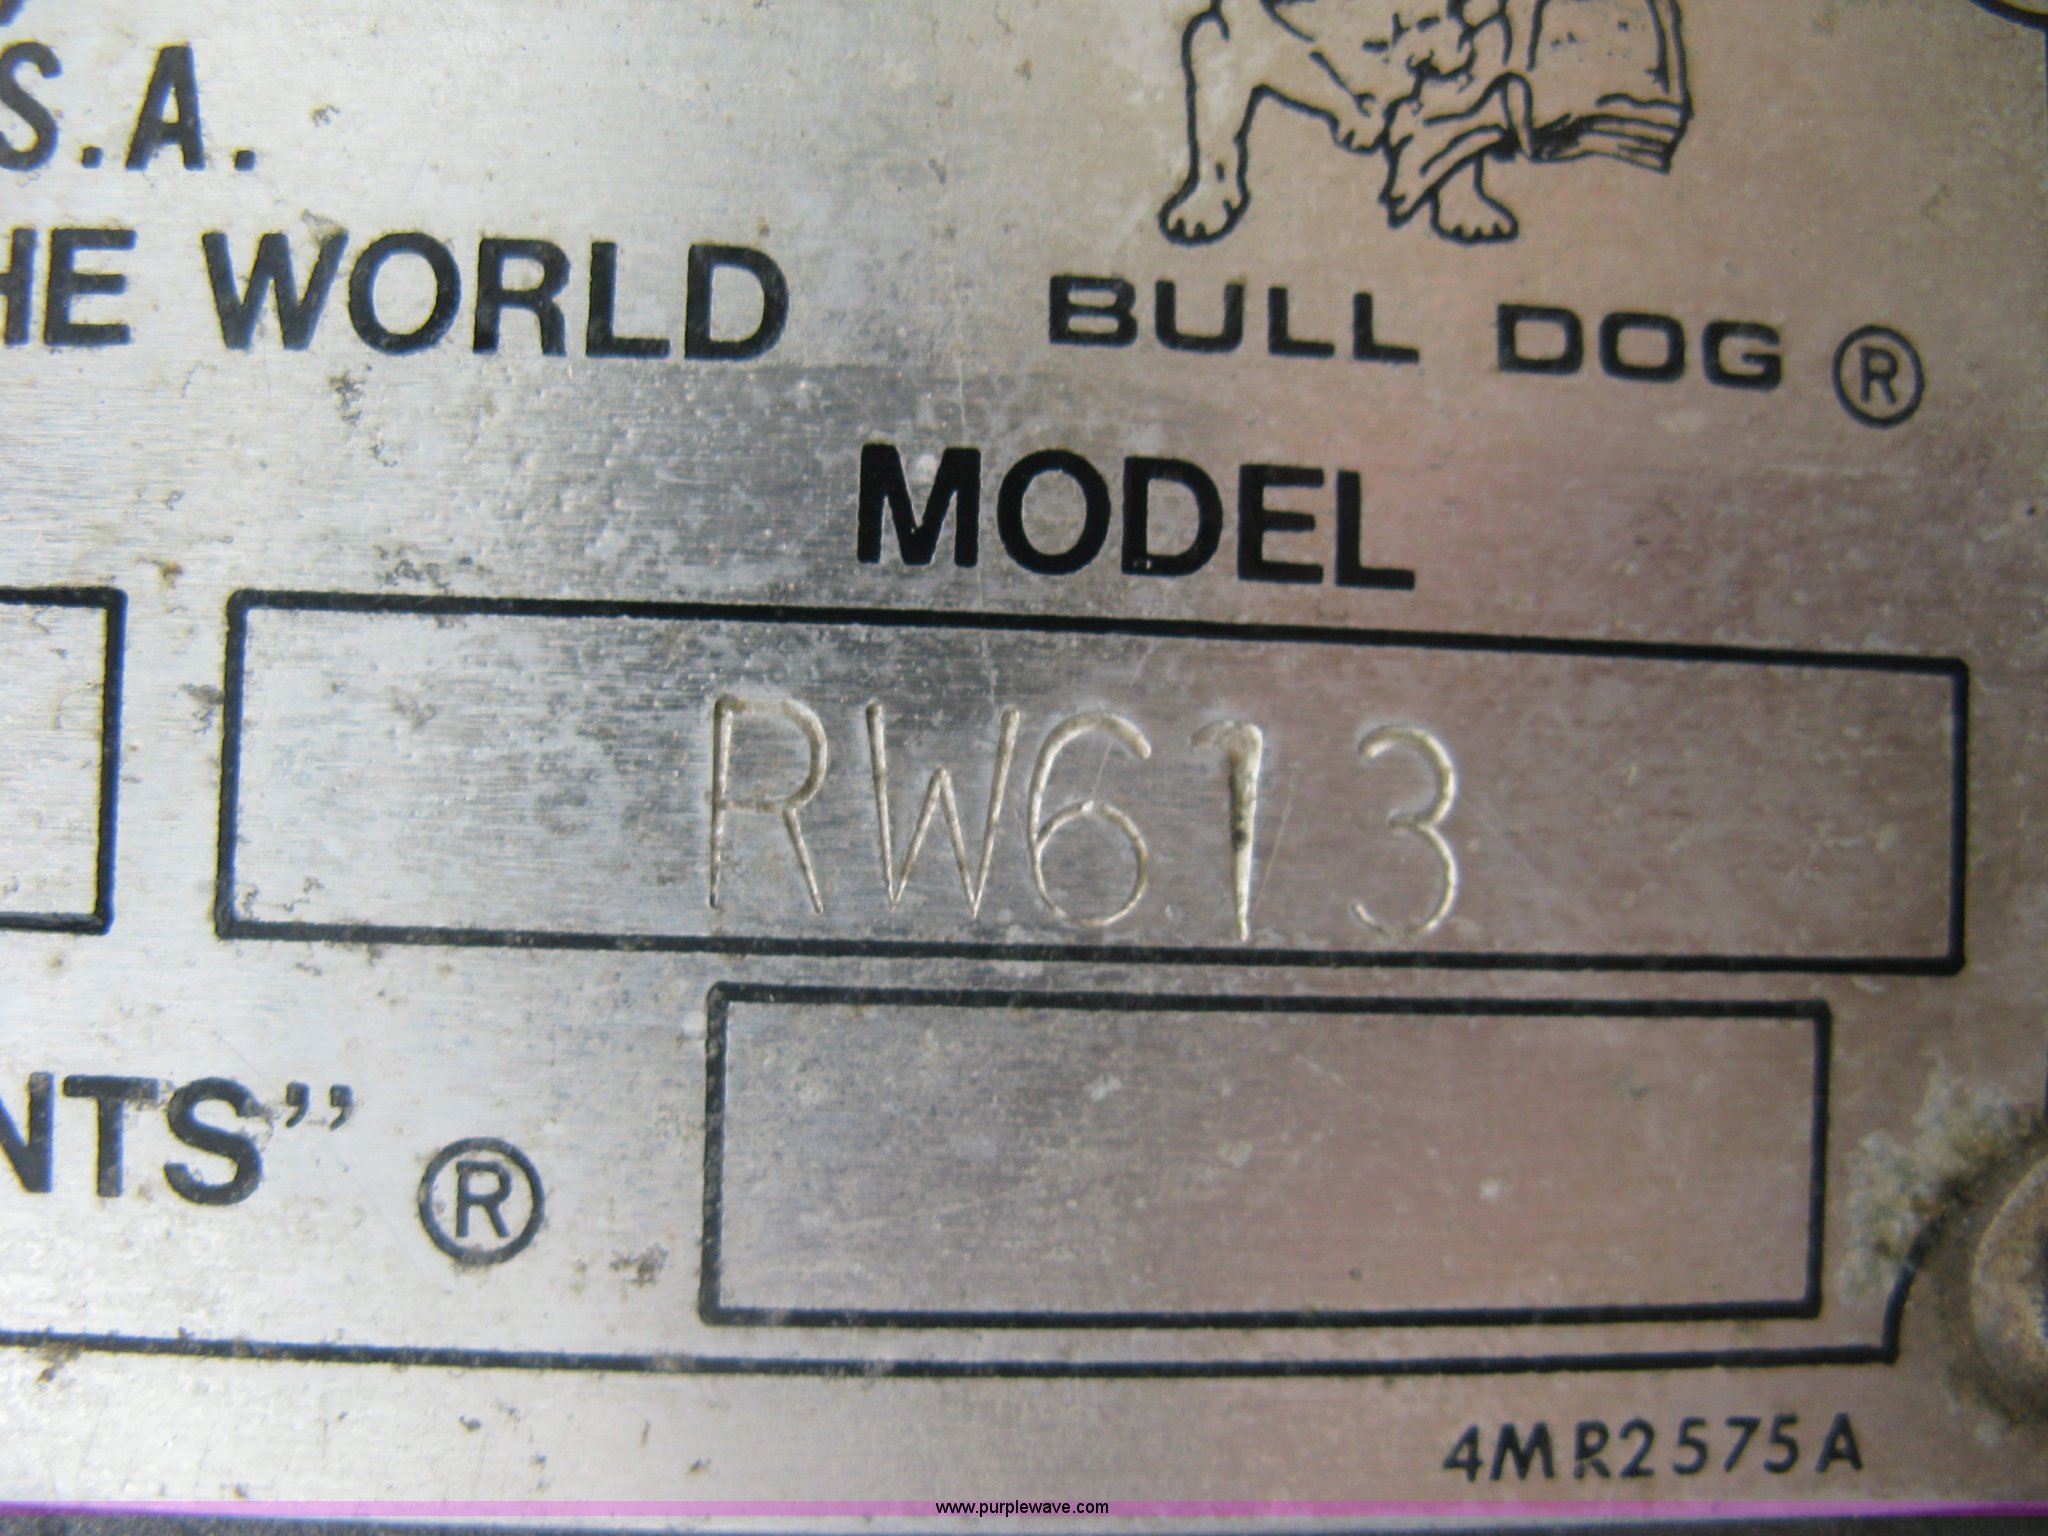 S.A.
HE WORLD
BULL DOG ®
MODEL
RW613
NTS” ®
4MR2575A
www.purplewave.com